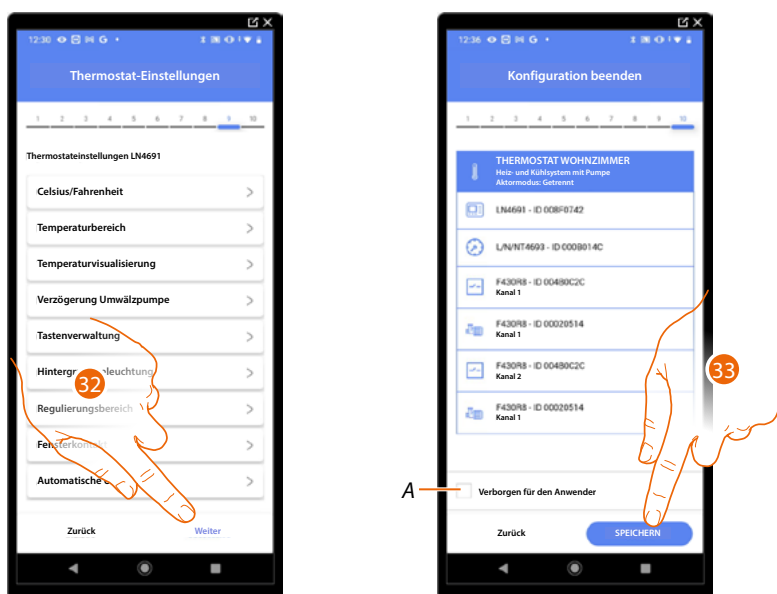 12:30
Thermostat-Einstellungen
1 2 3 4 5 6 7 8 9 10
Thermostateinstellungen LN4691
Celsius/Fahrenheit
Temperaturbereich
Temperaturvisualisierung
Verzögerung Umwälzpumpe
Tastenverwaltung
32
Regulierungsbereich
Automatische
Zurück
Weiter
12:36
Konfiguration beenden
1 2 3 4 5 6 7 8 9 10
THERMOSTAT WOHNZIMMER
Heiz- und Kühlsystem mit Pumpe
Aktormodus: Getrennt
LN4691 - ID 008F0742
L/N/NT4693 - ID 000B014C
F430R8 - ID 00480C2C
Kanal 1
F430R8 - ID 00020514
Kanal 1
F430R8 - ID 00480C2C
Kanal 2
F430R8 - ID 00020514
Kanal 1
33
A
Verborgen für den Anwender
Zurück
SPEICHERN